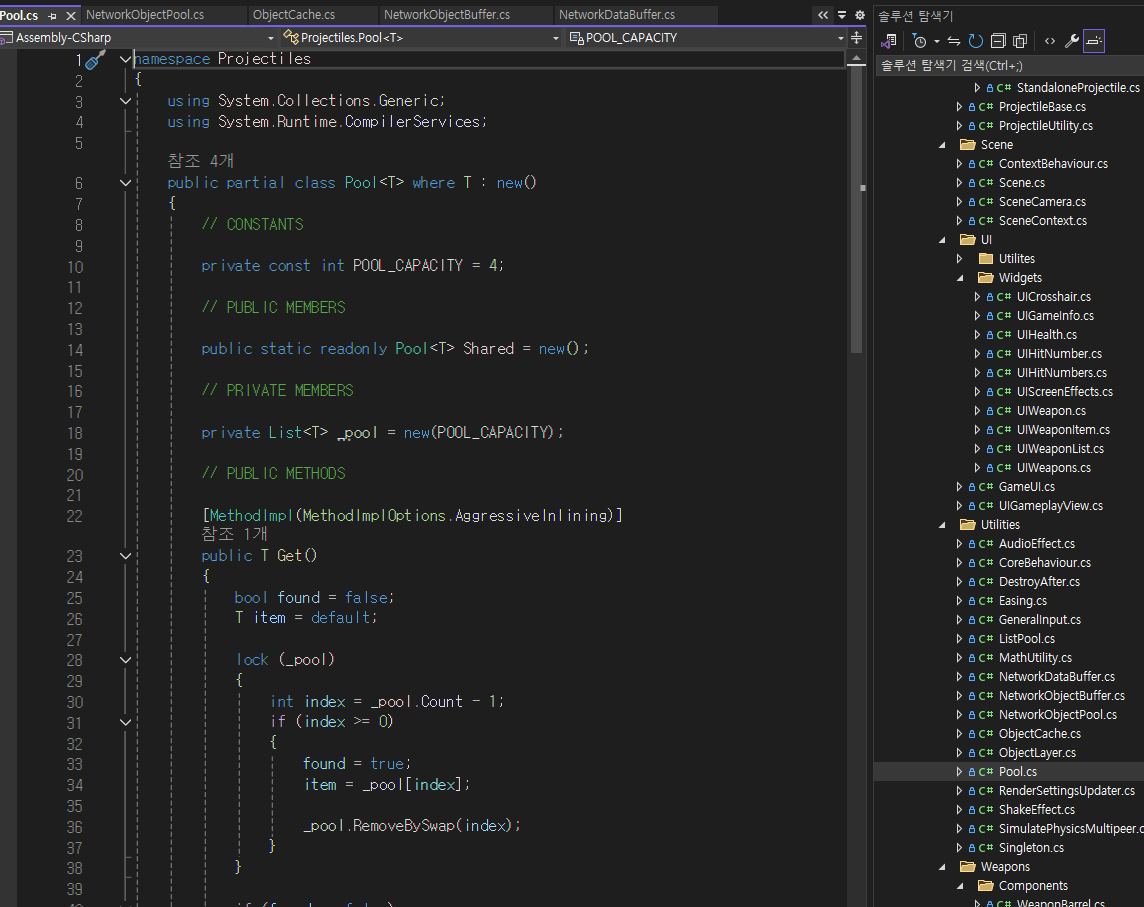 Pool.cs
NetworkObjectPool.cs
ObjectCache.cs
NetworkObjectBuffer.cs
NetworkDataBuffer.cs
Assembly-CSharp
Projectiles.Pool<T>
POOL_CAPACITY
1 namespace Projectiles
2 {
3 using System.Collections.Generic;
4 using System.Runtime.CompilerServices;
5
참조 4개
6 public partial class Pool<T> where T : new()
7 {
8 // CONSTANTS
9
10 private const int POOL_CAPACITY = 4;
11
12 // PUBLIC MEMBERS
13
14 public static readonly Pool<T> Shared = new();
15
16 // PRIVATE MEMBERS
17
18 private List<T> _pool = new(POOL_CAPACITY);
19
20 // PUBLIC METHODS
21
22 [MethodImpl(MethodImplOptions.AggressiveInlining)]
참조 1개
23 public T Get()
24 {
25 bool found = false;
26 T item = default;
27
28 lock (_pool)
29 {
30 int index = _pool.Count - 1;
31 if (index >= 0)
32 {
33 found = true;
34 item = _pool[index];
35
36 _pool.RemoveBySwap(index);
37 }
38 }
39
솔루션 탐색기
솔루션 탐색기 검색(Ctrl+;)
C# StandaloneProjectile.cs
C# ProjectileBase.cs
C# ProjectileUtility.cs
Scene
C# ContextBehaviour.cs
C# Scene.cs
C# SceneCamera.cs
C# SceneContext.cs
UI
Utilites
Widgets
C# UICrosshair.cs
C# UIGameInfo.cs
C# UIHealth.cs
C# UIHitNumber.cs
C# UIHitNumbers.cs
C# UIScreenEffects.cs
C# UIWeapon.cs
C# UIWeaponItem.cs
C# UIWeaponList.cs
C# UIWeapons.cs
C# GameUI.cs
C# UIGameplayView.cs
Utilities
C# AudioEffect.cs
C# CoreBehaviour.cs
C# DestroyAfter.cs
C# Easing.cs
C# GeneralInput.cs
C# ListPool.cs
C# MathUtility.cs
C# NetworkDataBuffer.cs
C# NetworkObjectBuffer.cs
C# NetworkObjectPool.cs
C# ObjectCache.cs
C# ObjectLayer.cs
C# Pool.cs
C# RenderSettingsUpdater.cs
C# ShakeEffect.cs
C# SimulatePhysicsMultipeer.c
C# Singleton.cs
Weapons
Components
C# WeaponBarrel.cs